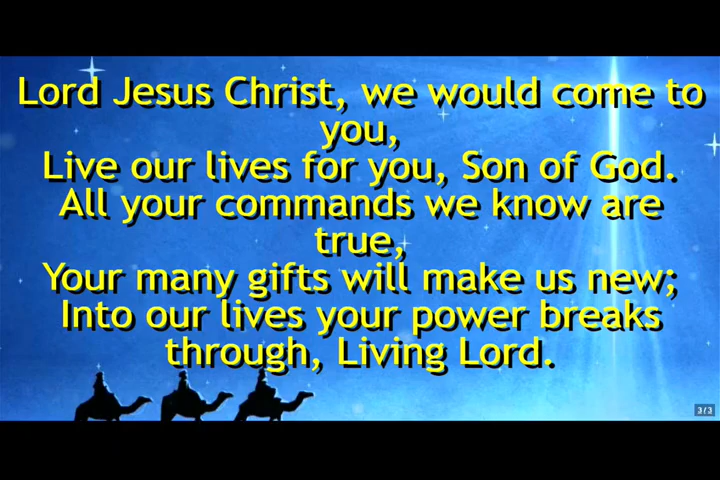 Lord Jesus Christ, we would come to
you,
Live our lives for you, Son of God.
All your commands we know are
true,
Your many gifts will make us new;
Into our lives your power breaks
through, Living Lord.
3/3